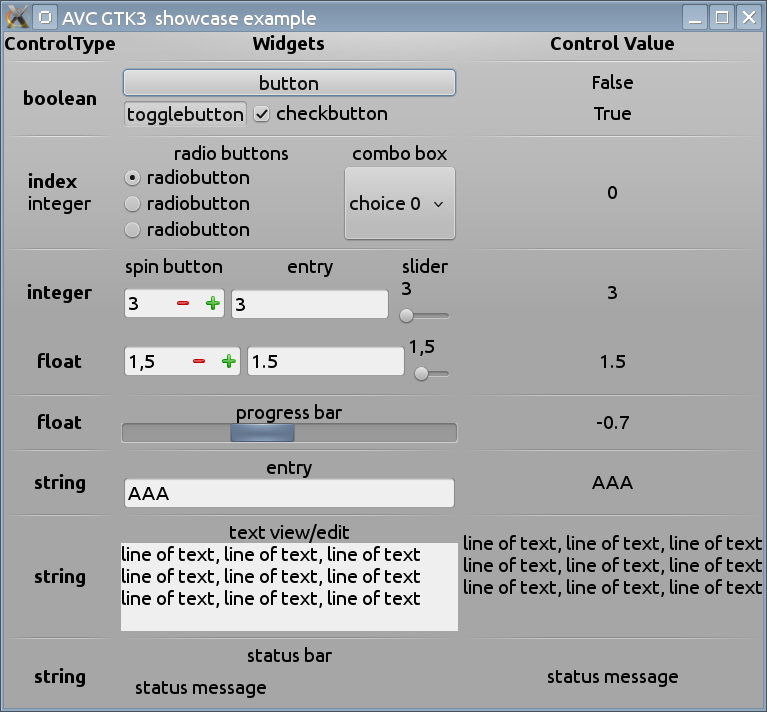 AVC GTK3 showcase example
ControlType Widgets Control Value
boolean
button
False
togglebutton checkbutton
True
index
integer
radio buttons
combo box
radiobutton
radiobutton
radiobutton
choice 0
0
integer
spin button
entry
slider
3
3
3
3
float
1,5
1.5
1,5
1.5
float
progress bar
-0.7
string
entry
AAA
AAA
string
text view/edit
line of text, line of text, line of text
line of text, line of text, line of text
line of text, line of text, line of text
line of text, line of text, line of text
line of text, line of text, line of text
line of text, line of text, line of text
string
status bar
status message
status message